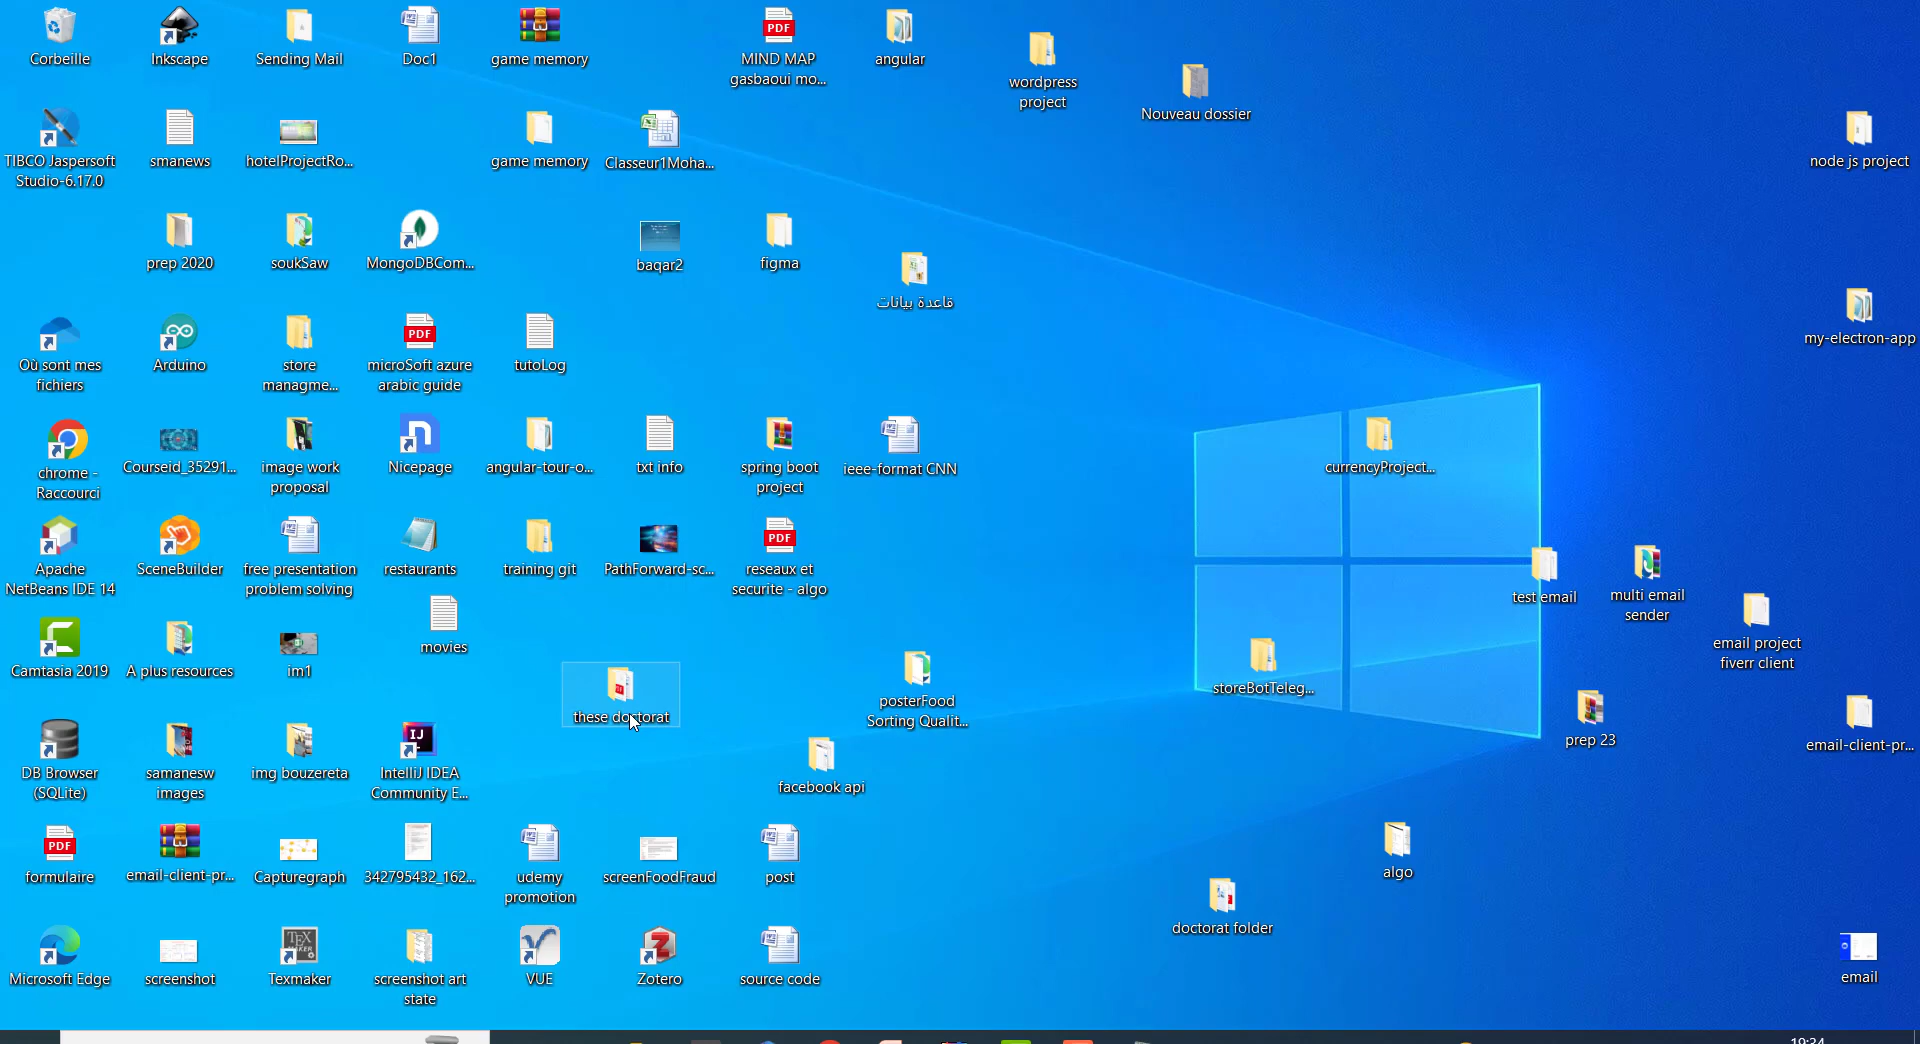 Corbeille
Inkscape
Sending Mail
Doc1
game memory
MIND MAP
gasbaoui mo...
angular
wordpress
project
Nouveau dossier
TIBCO Jaspersoft
Studio-6.17.0
smanews
hotelProjectRo...
game memory
Classeur1Moha...
node js project
prep 2020
soukSaw
MongoDBCom...
baqar2
figma
قاعدة بيانات
my-electron-app
Où sont mes
fichiers
Arduino
store
managme...
microSoft azure
arabic guide
tutoLog
chrome -
Raccourci
Courseid_35291...
image work
proposal
Nicepage
angular-tour-o...
txt info
spring boot
project
ieee-format CNN
currencyProject...
Apache
NetBeans IDE 14
SceneBuilder
free presentation
problem solving
restaurants
training git
PathForward-sc...
reseaux et
securite - algo
test email
multi email
sender
email project
fiverr client
Camtasia 2019
A plus resources
im1
movies
these doctorat
posterFood
Sorting Qualit...
storeBotTeleg...
prep 23
email-client-pr...
DB Browser
(SQLite)
samanesw
images
img bouzereta
IntelliJ IDEA
Community E...
facebook api
formulaire
email-client-pr...
Capturegraph
342795432_162...
udemy
promotion
screenFoodFraud
post
algo
doctorat folder
Microsoft Edge
screenshot
Texmaker
screenshot art
state
VUE
Zotero
source code
email
19:34